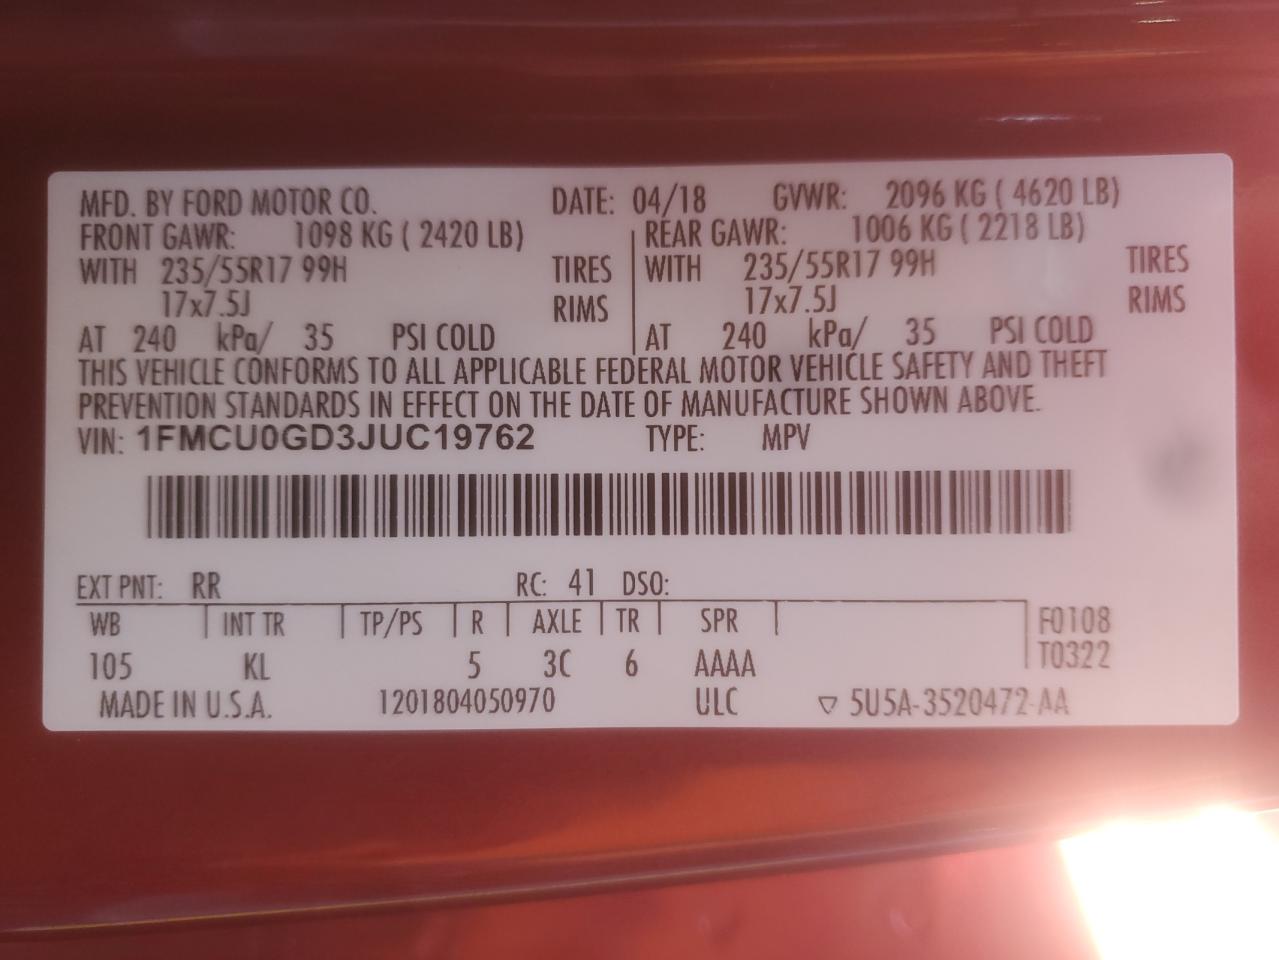 MFD. BY FORD MOTOR CO. DATE: 04/18 GVWR: 2096 KG ( 4620 LB)
FRONT GAWR: 1098 KG ( 2420 LB) REAR GAWR: 1006 KG ( 2218 LB)
WITH 235/55R17 99H TIRES WITH 235/55R17 99H TIRES
17x7.5J RIMS 17x7.5J RIMS
AT 240 kPa/ 35 PSI COLD AT 240 kPa/ 35 PSI COLD
THIS VEHICLE CONFORMS TO ALL APPLICABLE FEDERAL MOTOR VEHICLE SAFETY AND THEFT
PREVENTION STANDARDS IN EFFECT ON THE DATE OF MANUFACTURE SHOWN ABOVE.
VIN: 1FMCU0GD3JUC19762 TYPE: MPV
EXT PNT: RR RC: 41 DSO:
WB INT TR TP/PS R AXLE TR SPR F0108
105 KL 5 3C 6 AAAA T0322
MADE IN U.S.A. 1201804050970 ULC ▽ 5U5A-3520472-AA